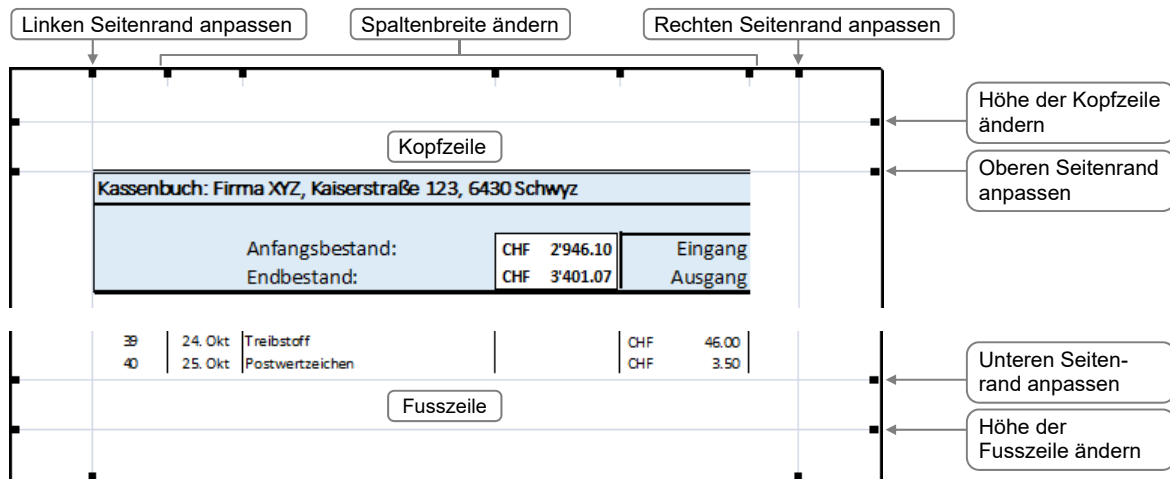 Linken Seitenrand anpassen
Spaltenbreite ändern
Rechten Seitenrand anpassen
Höhe der Kopfzeile
ändern
Kopfzeile
Oberen Seitenrand
anpassen
Kassenbuch: Firma XYZ, Kaiserstraße 123, 6430 Schwyz
Anfangsbestand: CHF 2'946.10 Eingang
Endbestand: CHF 3'401.07 Ausgang
39 24. Okt Treibstoff CHF 46.00
40 25. Okt Postwertzeichen CHF 3.50
Unteren Seiten-
rand anpassen
Fusszeile
Höhe der
Fusszeile ändern